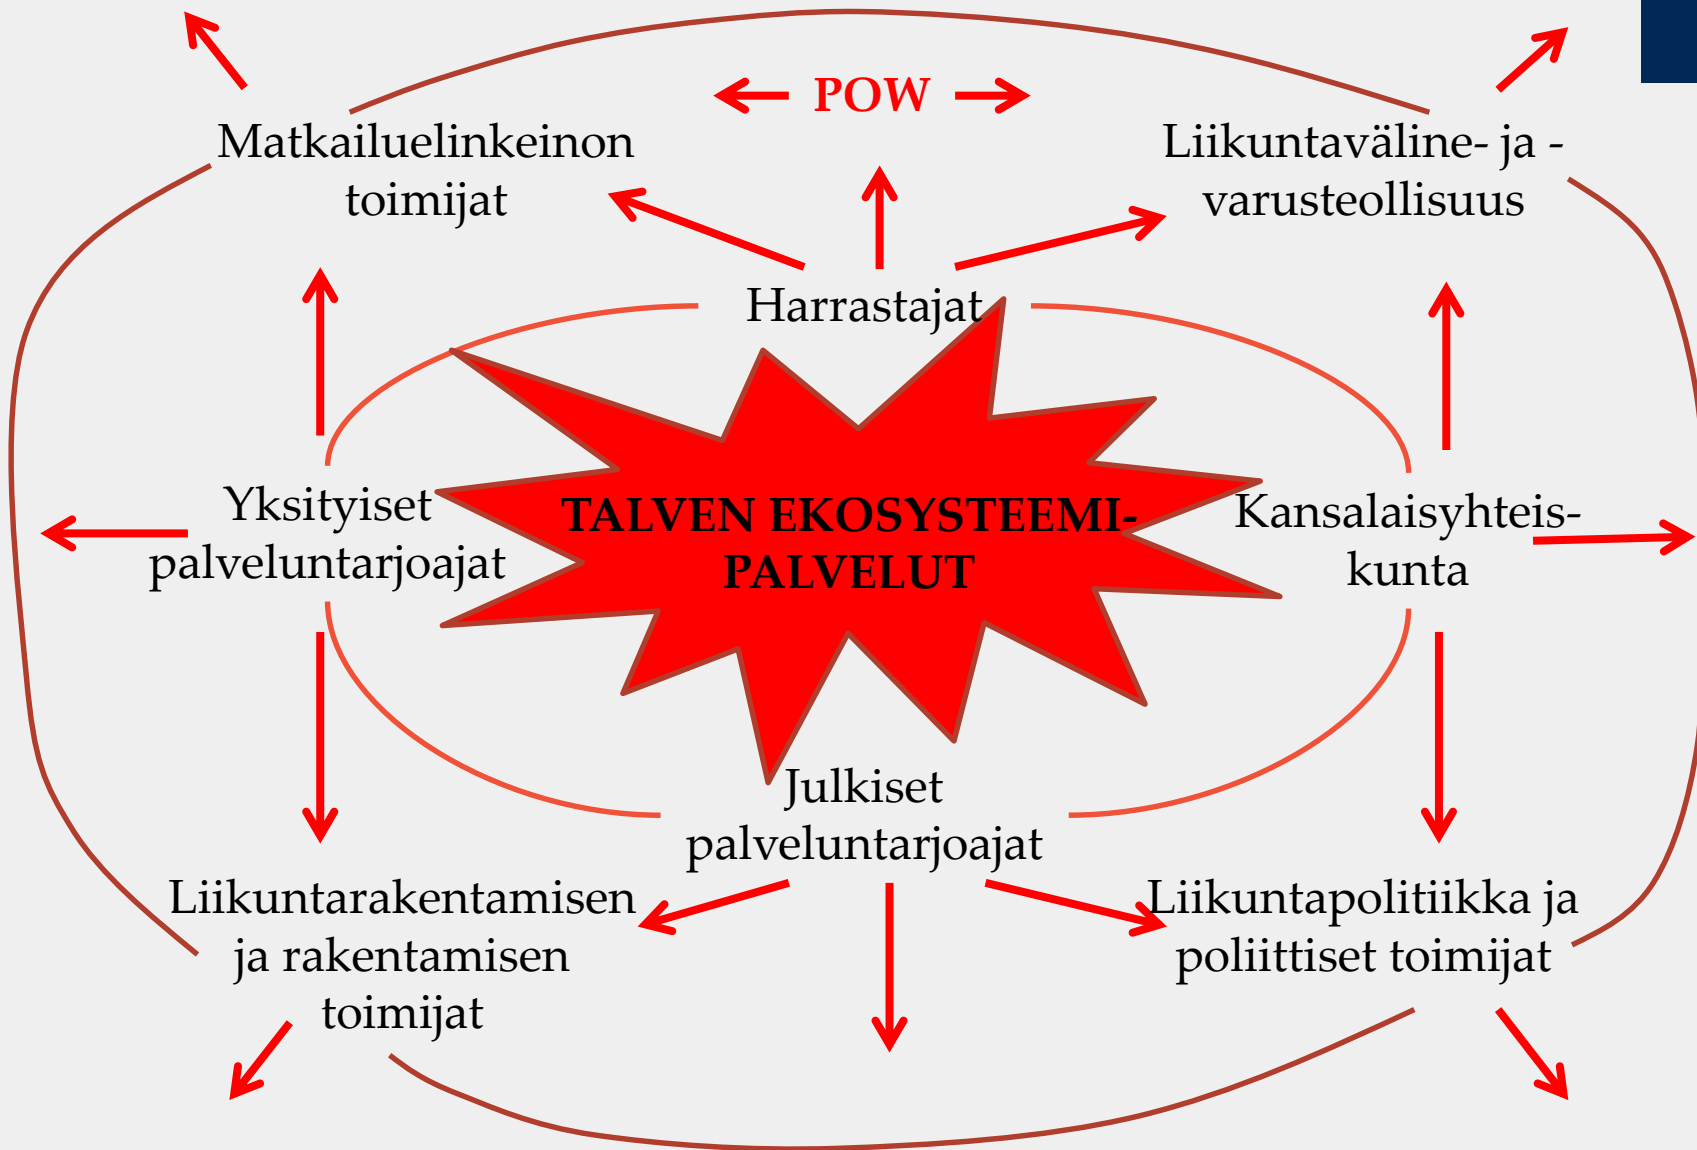 POW
Matkailuelinkeinon
toimijat
Liikuntaväline- ja -
varusteollisuus
Harrastajat
Yksityiset
palveluntarjoajat
TALVEN EKOSYSTEEMI-
PALVELUT
Kansalaisyhteis-
kunta
Julkiset
palveluntarjoajat
Liikuntarakentamisen
ja rakentamisen
toimijat
Liikuntapolitiikka ja
poliittiset toimijat